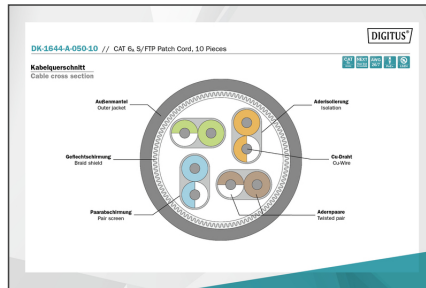 DIGITUS®
DK-1644-A-050-10 // CAT 6A S/FTP Patch Cord, 10 Pieces
Kabelquerschnitt
Cable cross section
Außenmantel
Outer jacket
Aderisolierung
Isolation
Geflechtschirmung
Braid shield
Cu-Draht
Cu-Wire
Paarabschirmung
Pair screen
Adernpaare
Twisted pair